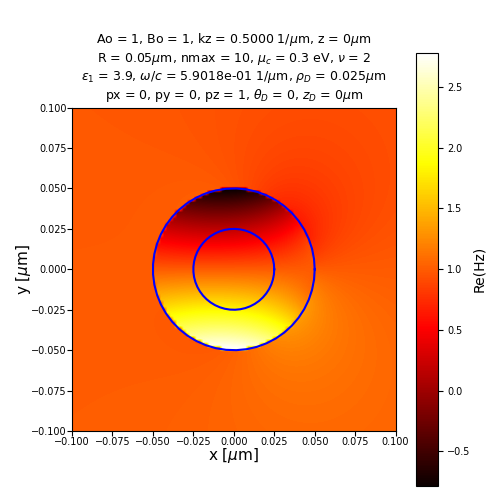 Ao = 1, Bo = 1, kz = 0.5000 1/μm, z = 0μm
R = 0.05μm, nmax = 10, μc = 0.3 eV, ν = 2
ε1 = 3.9, ω/c = 5.9018e-01 1/μm, ρD = 0.025μm
px = 0, py = 0, pz = 1, θD = 0, zD = 0μm
0.100
0.075
0.050
0.025
0.000
−0.025
−0.050
−0.075
−0.100
y [μm]
−0.100 −0.075 −0.050 −0.025 0.000 0.025 0.050 0.075 0.100
x [μm]
2.5
2.0
1.5
1.0
0.5
0.0
−0.5
Re(Hz)